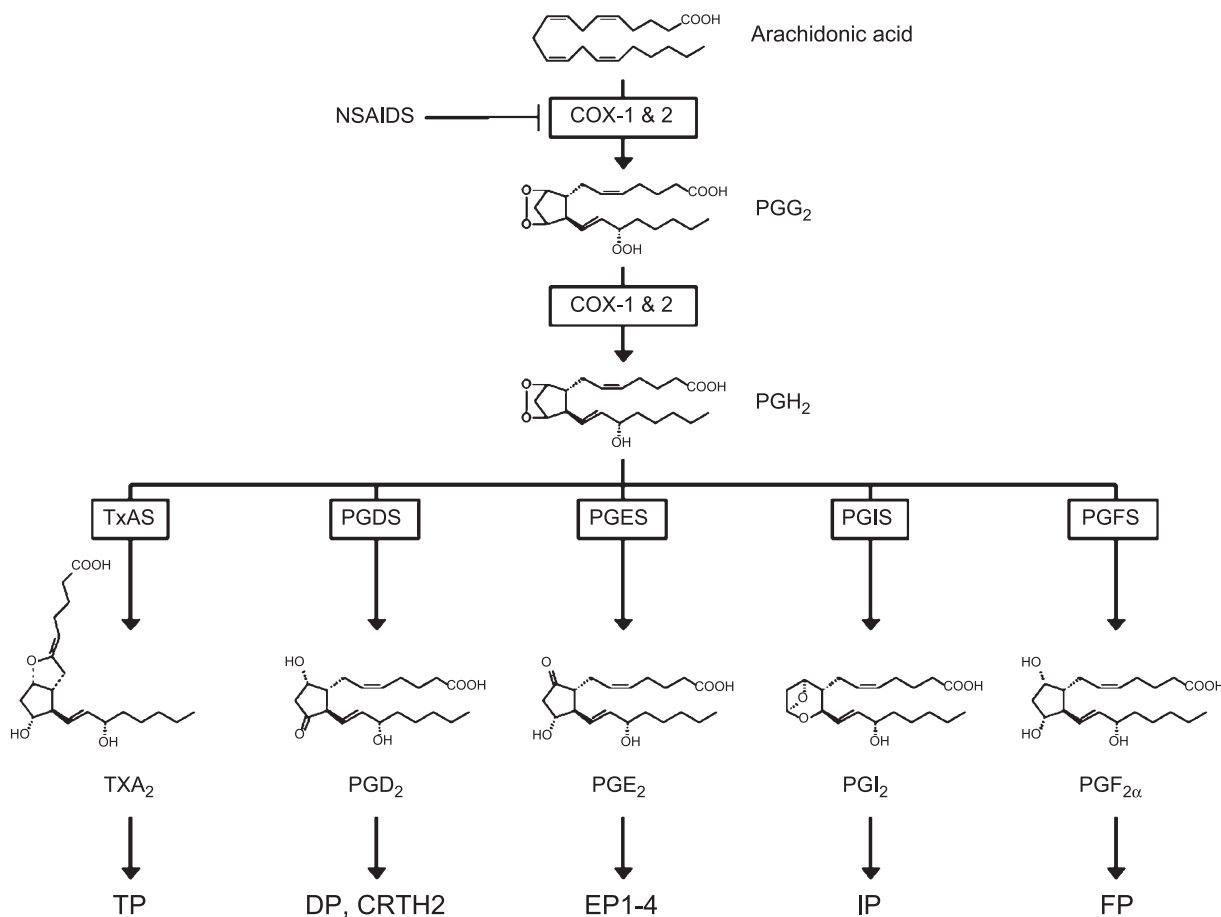 COOH
Arachidonic acid
NSAIDS
COX-1 & 2
O
O
COOH
OOH
PGG₂
COX-1 & 2
O
O
COOH
OH
PGH₂
TxAS PGDS PGES PGIS PGFS
COOH
O
HO
OH
HO
COOH
O
OH
O
COOH
HO
OH
O
O
COOH
OH
HO
COOH
HO
OH
TXA₂ PGD₂ PGE₂ PGI₂ PGF₂α
TP DP, CRTH2 EP1-4 IP FP